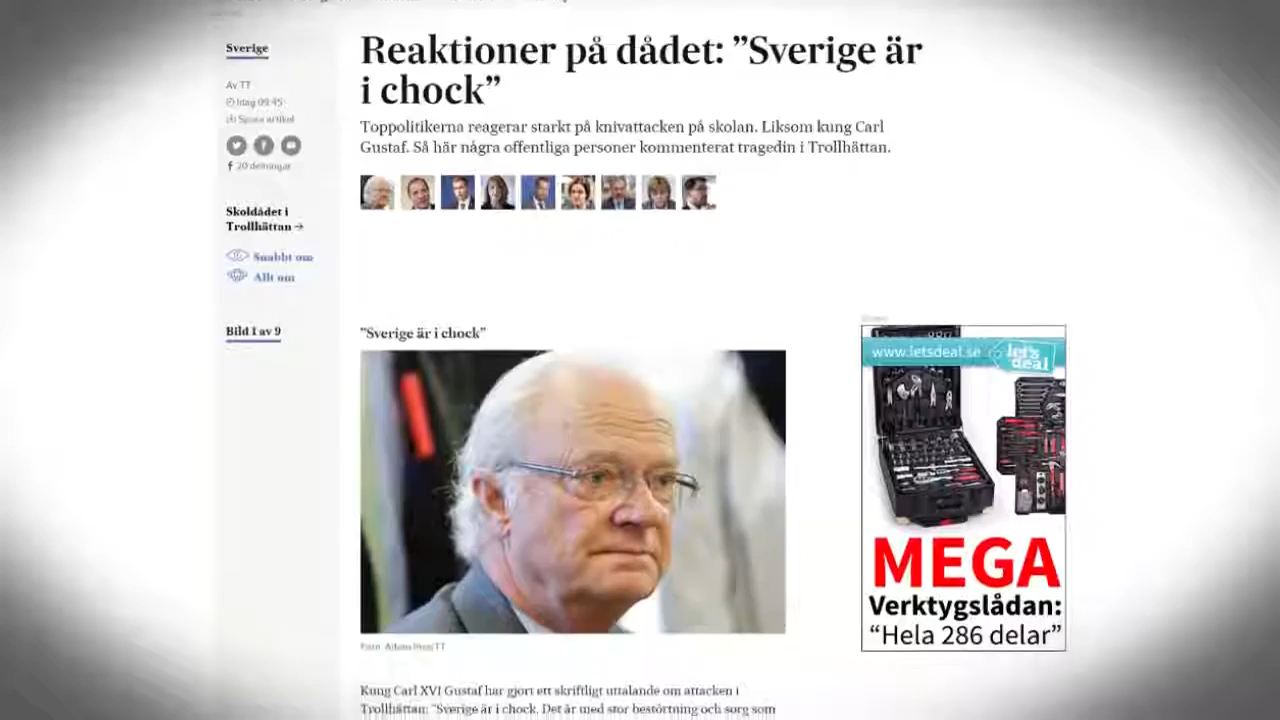 Reaktioner på dådet: ”Sverige är
i chock”
Toppolitikerna reagerar starkt på knivattacken på skolan. Liksom kung Carl
Gustaf. Så här några offentliga personer kommenterat tragedin i Trollhättan.
Sverige
Av TT
Idag 09:45
Spara artikel
20 delningar
Skoldådet i
Trollhättan →
Snabbt om
Allt om
Bild 1 av 9
”Sverige är i chock”
www.letsdeal.se
let's
deal
MEGA
Verktygslådan:
“Hela 286 delar”
Kung Carl XVI Gustaf har gjort ett skriftligt uttalande om attacken i
Trollhättan: ”Sverige är i chock. Det är med stor bestörtning och sorg som